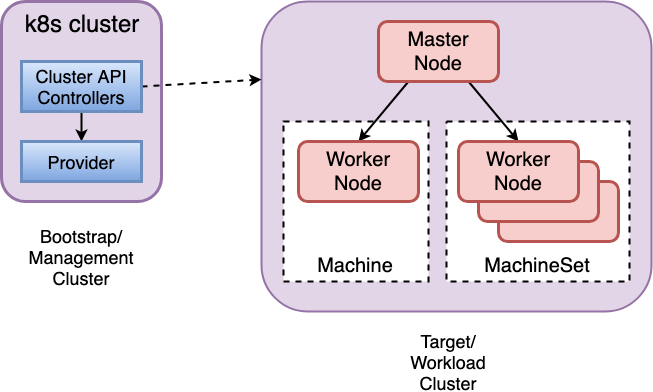 k8s cluster
Cluster API
Controllers
Provider
Bootstrap/
Management
Cluster
Master
Node
Worker
Node
Machine
Worker
Node
MachineSet
Target/
Workload
Cluster